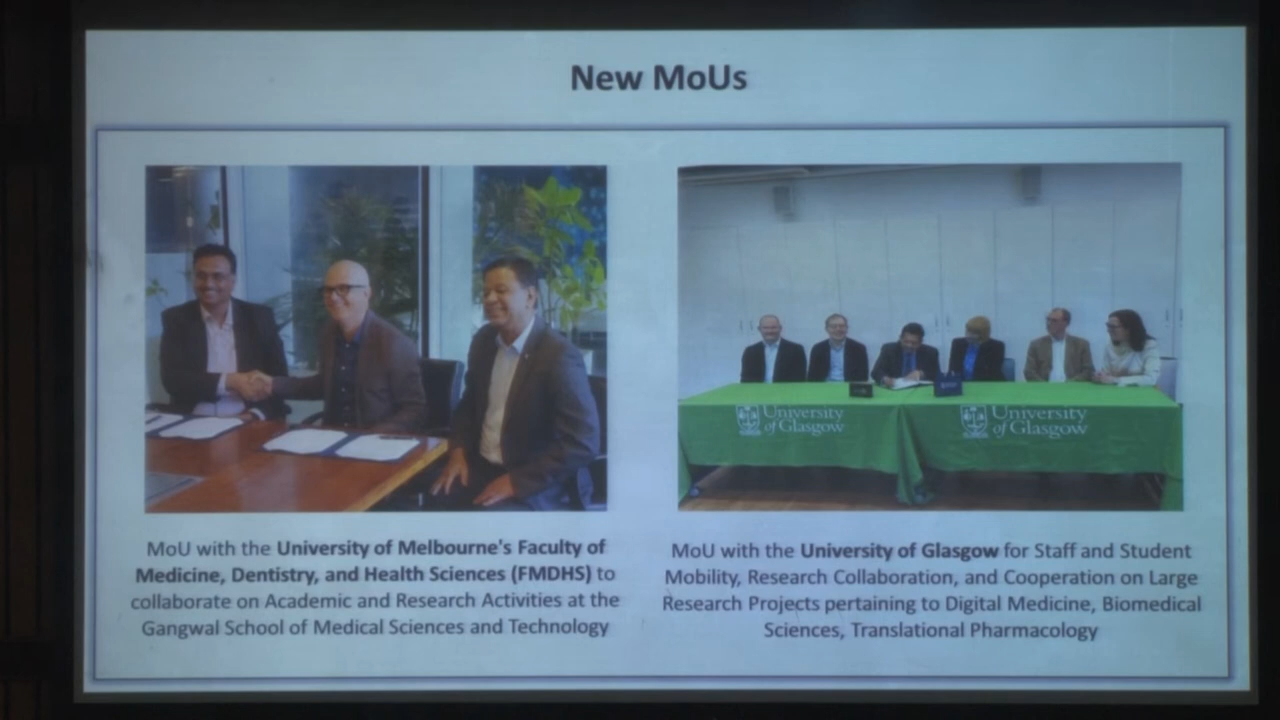 New MoUs
University
of Glasgow
University
of Glasgow
MoU with the University of Melbourne's Faculty of
Medicine, Dentistry, and Health Sciences (FMDHS) to
collaborate on Academic and Research Activities at the
Gangwal School of Medical Sciences and Technology
MoU with the University of Glasgow for Staff and Student
Mobility, Research Collaboration, and Cooperation on Large
Research Projects pertaining to Digital Medicine, Biomedical
Sciences, Translational Pharmacology